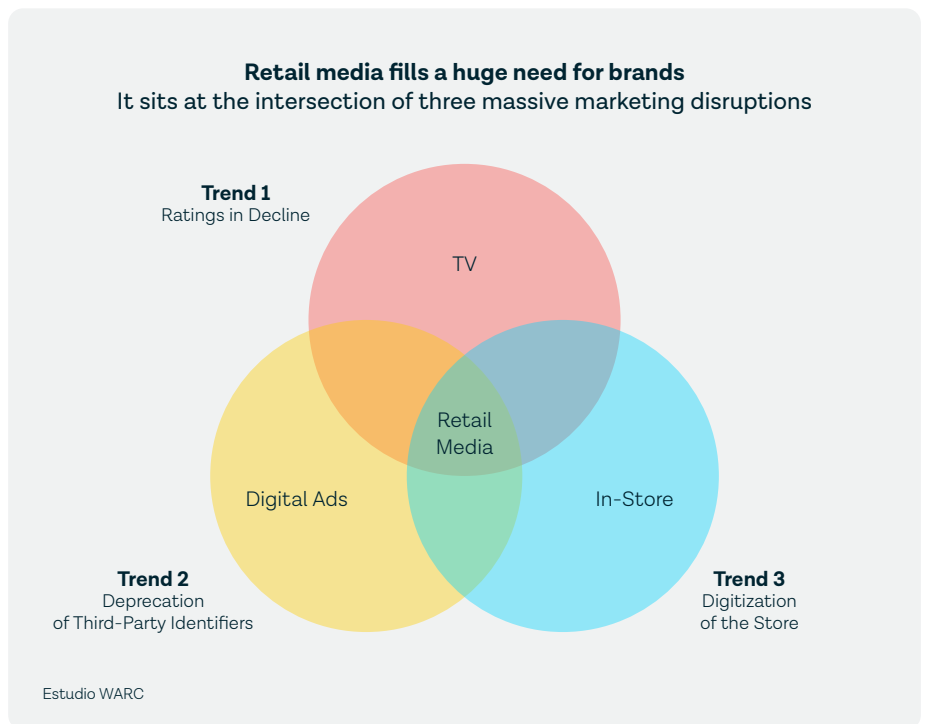 Retail media fills a huge need for brands
It sits at the intersection of three massive marketing disruptions
Trend 1
Ratings in Decline
TV
Retail
Media
Digital Ads
In-Store
Trend 2
Deprecation
of Third-Party Identifiers
Trend 3
Digitization
of the Store
Estudio WARC